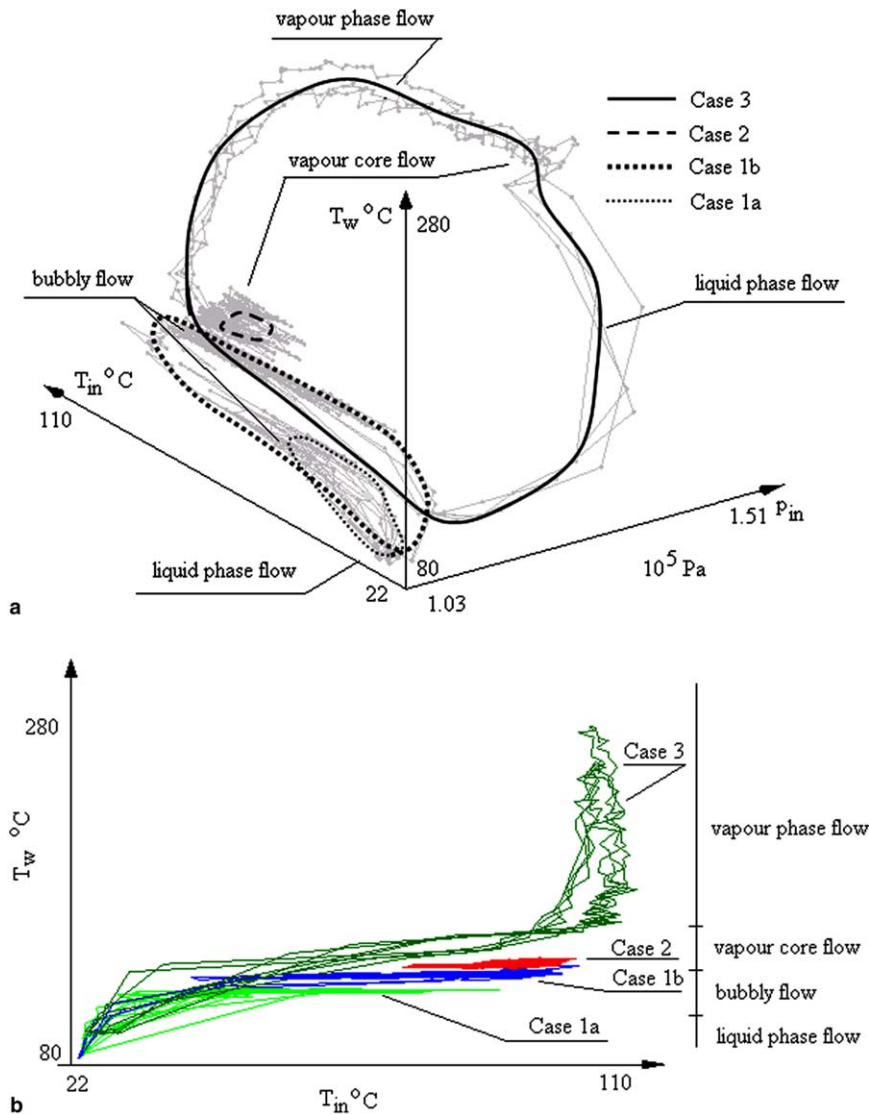 vapour phase flow
Case 3
Case 2
Case 1b
Case 1a
vapour core flow
T_w °C
280
bubbly flow
liquid phase flow
T_in °C
110
1.51 p_in
10^5 Pa
80
liquid phase flow
22
1.03
a
280
Case 3
T_w °C
vapour phase flow
Case 2
vapour core flow
Case 1b
bubbly flow
Case 1a
liquid phase flow
80
22
T_in °C
110
b